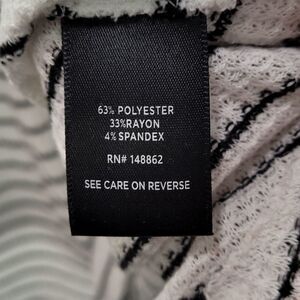 63% POLYESTER
33%RAYON
4% SPANDEX
RN# 148862
SEE CARE ON REVERSE